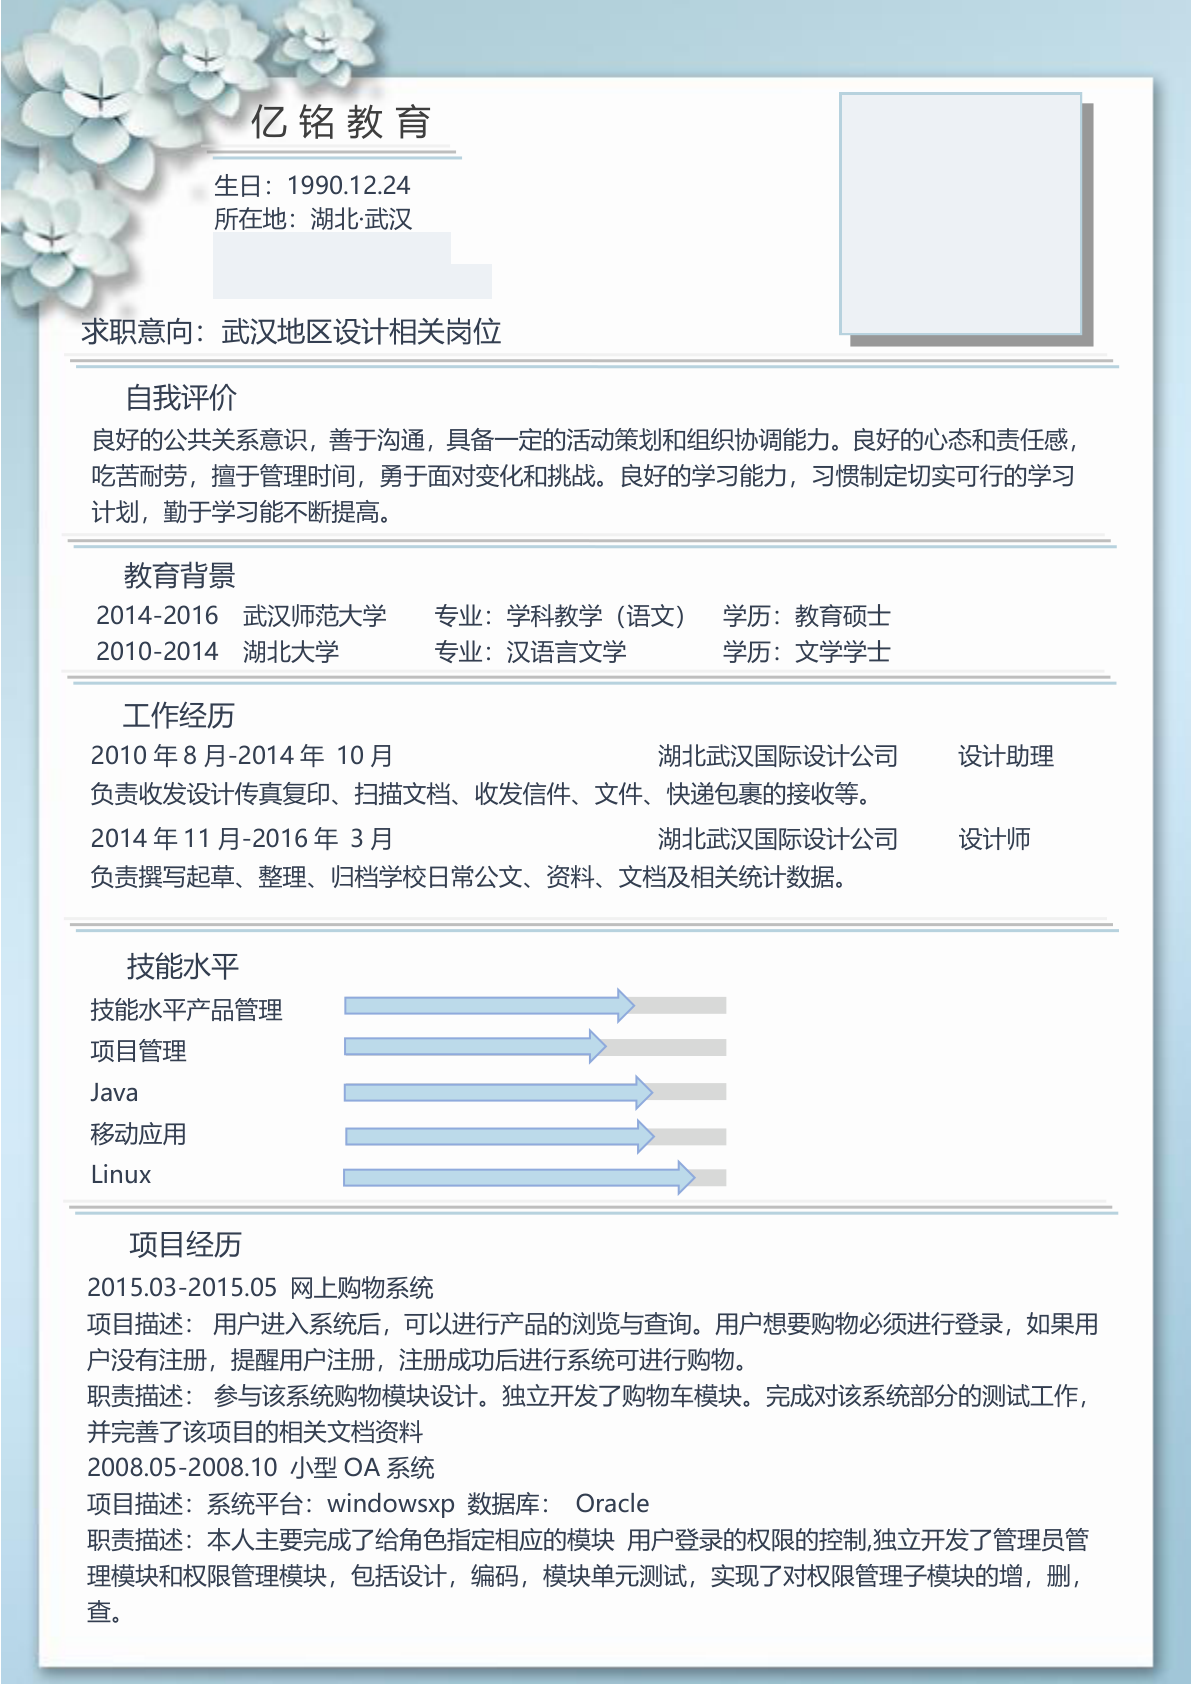 亿铭教育
生日：1990.12.24
所在地：湖北·武汉
求职意向：武汉地区设计相关岗位
自我评价
良好的公共关系意识，善于沟通，具备一定的活动策划和组织协调能力。良好的心态和责任感，
吃苦耐劳，擅于管理时间，勇于面对变化和挑战。良好的学习能力，习惯制定切实可行的学习
计划，勤于学习能不断提高。
教育背景
2014-2016 武汉师范大学 专业：学科教学（语文） 学历：教育硕士
2010-2014 湖北大学 专业：汉语言文学 学历：文学学士
工作经历
2010年8月-2014年 10月 湖北武汉国际设计公司 设计助理
负责收发设计传真复印、扫描文档、收发信件、文件、快递包裹的接收等。
2014年11月-2016年 3月 湖北武汉国际设计公司 设计师
负责撰写起草、整理、归档学校日常公文、资料、文档及相关统计数据。
技能水平
技能水平产品管理
项目管理
Java
移动应用
Linux
项目经历
2015.03-2015.05 网上购物系统
项目描述： 用户进入系统后，可以进行产品的浏览与查询。用户想要购物必须进行登录，如果用
户没有注册，提醒用户注册，注册成功后进行系统可进行购物。
职责描述： 参与该系统购物模块设计。独立开发了购物车模块。完成对该系统部分的测试工作，
并完善了该项目的相关文档资料
2008.05-2008.10 小型OA系统
项目描述：系统平台：windowsxp 数据库： Oracle
职责描述：本人主要完成了给角色指定相应的模块 用户登录的权限的控制,独立开发了管理员管
理模块和权限管理模块，包括设计，编码，模块单元测试，实现了对权限管理子模块的增，删，
查。